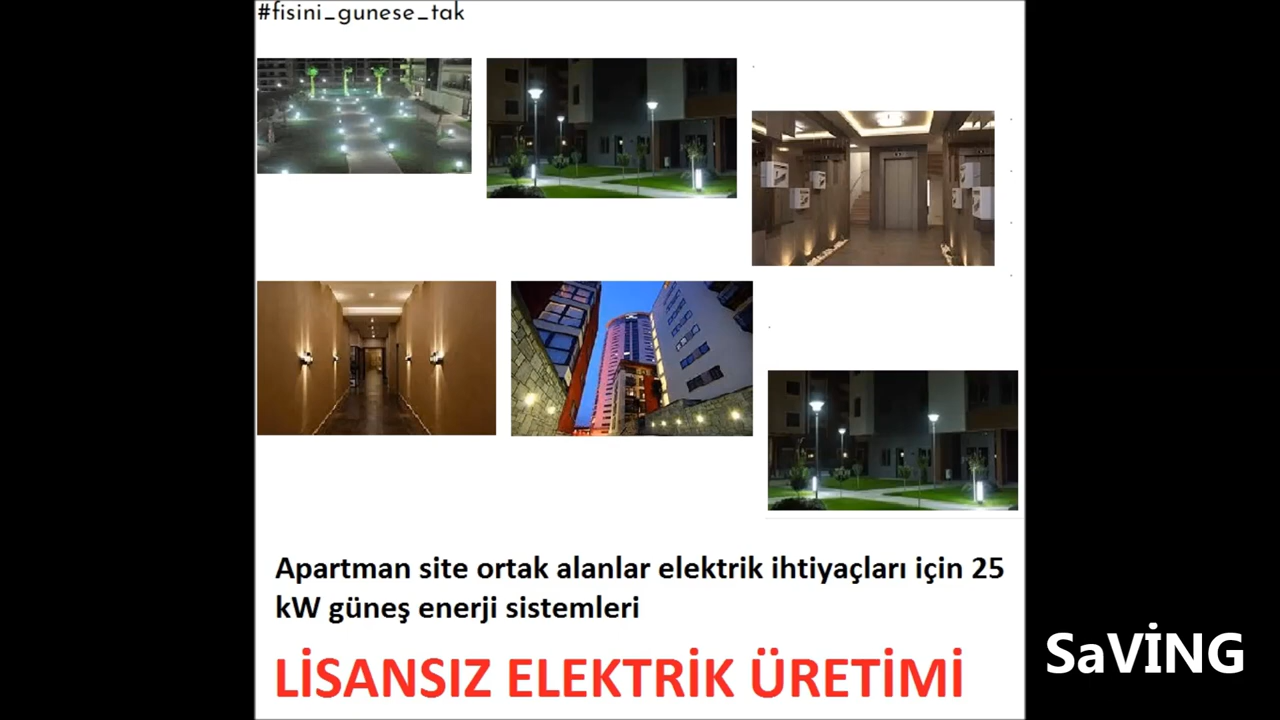 #fisini_gunese_tak
Apartman site ortak alanlar elektrik ihtiyaçları için 25
kW güneş enerji sistemleri
LİSANSIZ ELEKTRİK ÜRETİMİ
SaVİNG